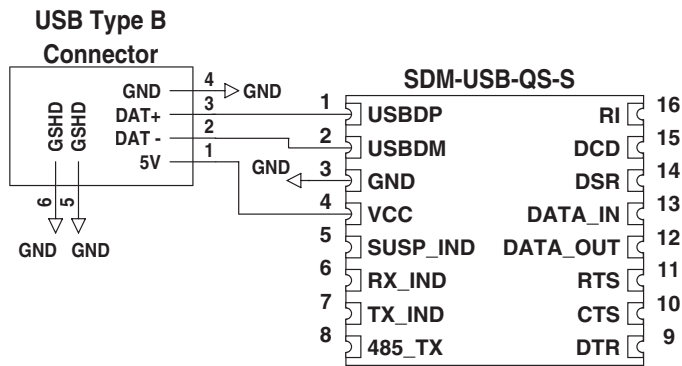 USB Type B
Connector
GND 4 GND
DAT+ 3
DAT - 2
5V 1
GSHD
GSHD
6
5
GND GND
SDM-USB-QS-S
1 USBDP RI 16
2 USBDM DCD 15
GND 3 GND DSR 14
4 VCC DATA_IN 13
5 SUSP_IND DATA_OUT 12
6 RX_IND RTS 11
7 TX_IND CTS 10
8 485_TX DTR 9